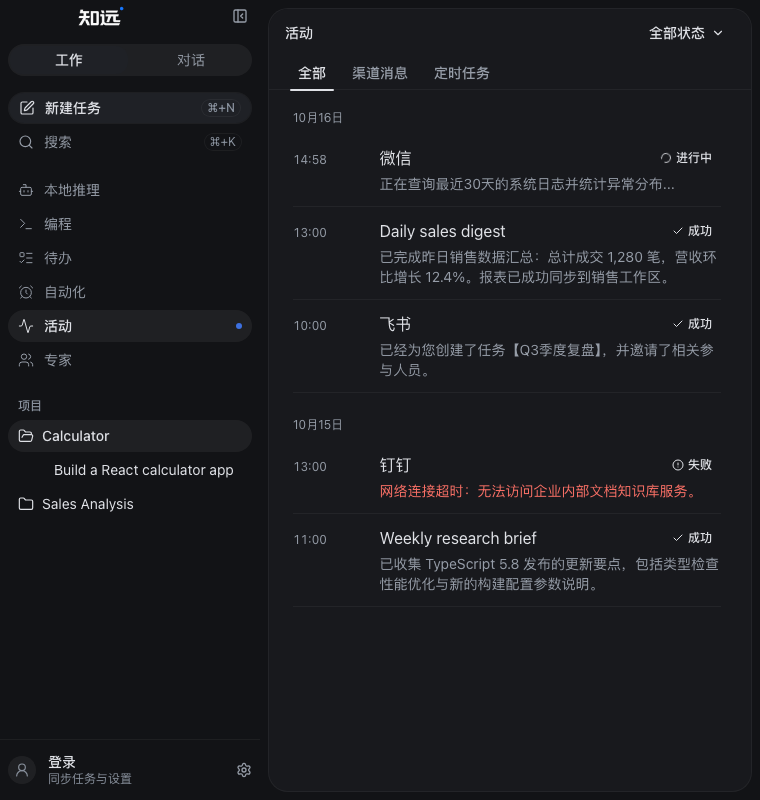 知远
工作
对话
新建任务
⌘+N
搜索
⌘+K
本地推理
编程
待办
自动化
活动
专家
项目
Calculator
Build a React calculator app
Sales Analysis
登录
同步任务与设置
活动
全部状态
全部
渠道消息
定时任务
10月16日
14:58
微信
进行中
正在查询最近30天的系统日志并统计异常分布...
13:00
Daily sales digest
成功
已完成昨日销售数据汇总：总计成交 1,280 笔，营收环
比增长 12.4%。报表已成功同步到销售工作区。
10:00
飞书
成功
已经为您创建了任务【Q3季度复盘】，并邀请了相关参
与人员。
10月15日
13:00
钉钉
失败
网络连接超时：无法访问企业内部文档知识库服务。
11:00
Weekly research brief
成功
已收集 TypeScript 5.8 发布的更新要点，包括类型检查
性能优化与新的构建配置参数说明。